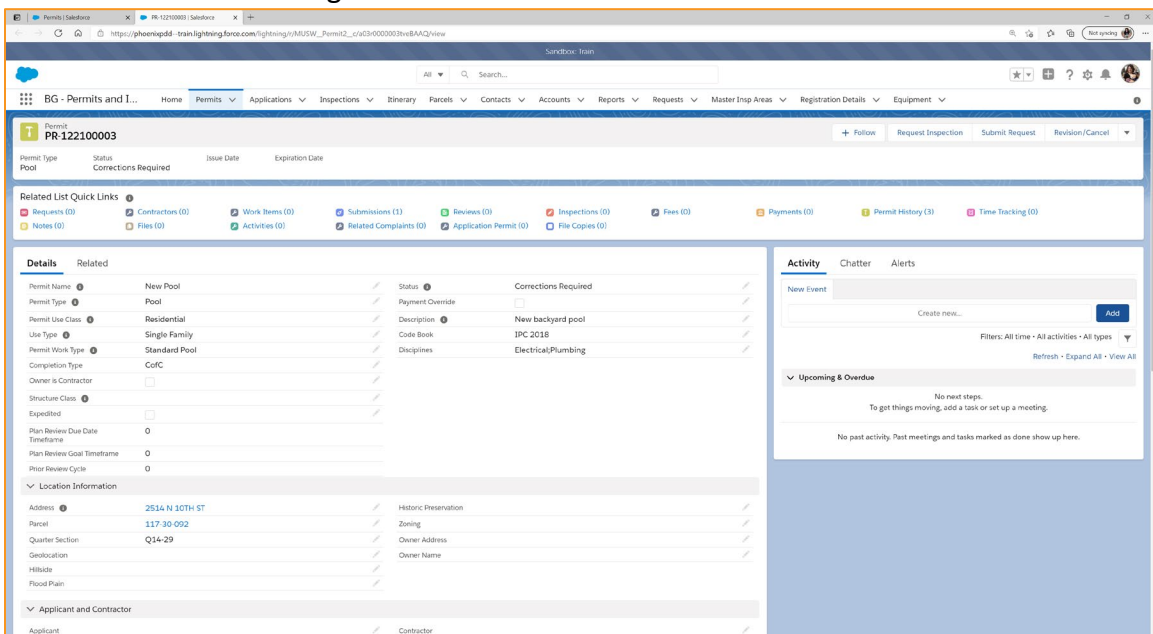 Permits | Salesforce
PR-122100003 | Salesforce
https://phoenixpdd--train.lightning.force.com/lightning/r/MUSW__Permit2__c/a03r0000003tveBAAQ/view
Not syncing
Sandbox: Train
All
Search...
BG - Permits and I... Home Permits Applications Inspections Itinerary Parcels Contacts Accounts Reports Requests Master Insp Areas Registration Details Equipment
Permit
PR-122100003
+ Follow Request Inspection Submit Request Revision/Cancel
Permit Type Status Issue Date Expiration Date
Pool Corrections Required
Related List Quick Links
Requests (0) Contractors (0) Work Items (0) Submissions (1) Reviews (0) Inspections (0) Fees (0) Payments (0) Permit History (3) Time Tracking (0)
Notes (0) Files (0) Activities (0) Related Complaints (0) Application Permit (0) File Copies (0)
Details Related
Permit Name New Pool Status Corrections Required
Permit Type Pool Payment Override
Permit Use Class Residential Description New backyard pool
Use Type Single Family Code Book IPC 2018
Permit Work Type Standard Pool Disciplines Electrical;Plumbing
Completion Type CofC
Owner is Contractor
Structure Class
Expedited
Plan Review Due Date Timeframe 0
Plan Review Goal Timeframe 0
Prior Review Cycle 0
Location Information
Address 2514 N 10TH ST Historic Preservation
Parcel 117-30-092 Zoning
Quarter Section Q14-29 Owner Address
Geolocation Owner Name
Hillside
Flood Plain
Applicant and Contractor
Applicant Contractor
Activity Chatter Alerts
New Event
Create new... Add
Filters: All time • All activities • All types
Refresh • Expand All • View All
Upcoming & Overdue
No next steps.
To get things moving, add a task or set up a meeting.
No past activity. Past meetings and tasks marked as done show up here.